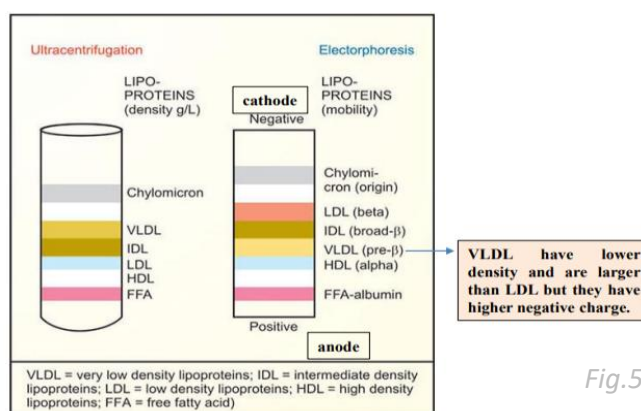 Ultracentrifugation
Electorphoresis
LIPO-
PROTEINS
(density g/L)
cathode
Negative
LIPO-
PROTEINS
(mobility)
Chylomicron
VLDL
IDL
LDL
HDL
FFA
Chylomi-
cron (origin)
LDL (beta)
IDL (broad-β)
VLDL (pre-β)
HDL (alpha)
FFA-albumin
Positive
anode
VLDL have lower
density and are larger
than LDL but they have
higher negative charge.
VLDL = very low density lipoproteins; IDL = intermediate density
lipoproteins; LDL = low density lipoproteins; HDL = high density
lipoproteins; FFA = free fatty acid)
Fig.5